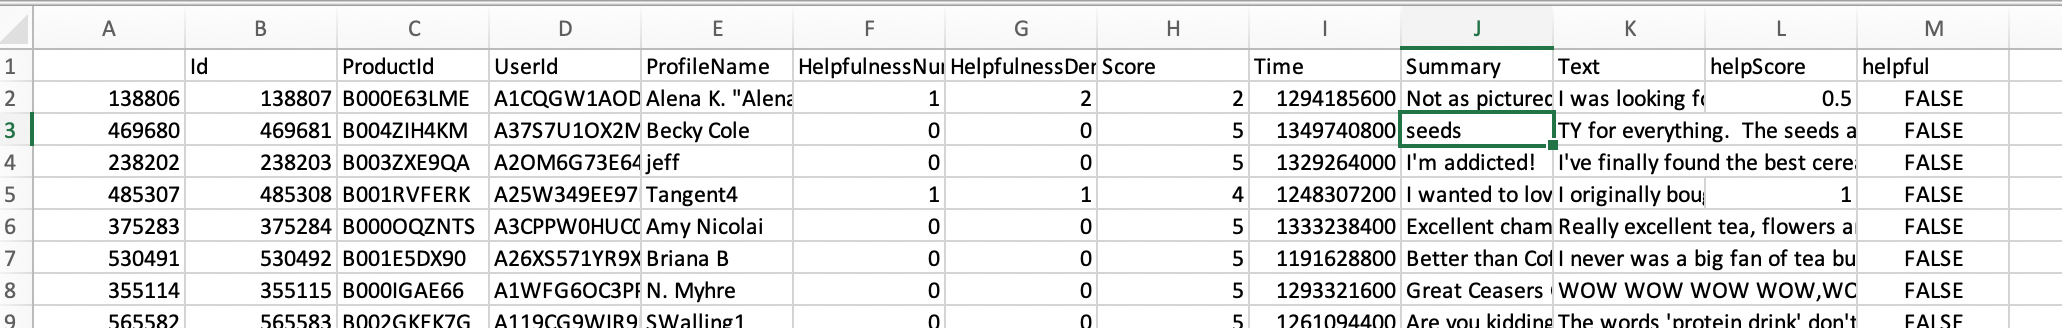 A B C D E F G H I J K L M
1 Id ProductId UserId ProfileName HelpfulnessNu HelpfulnessDe Score Time Summary Text helpScore helpful
2 138806 138807 B000E63LME A1CQGW1AOD Alena K. "Alena 1 2 2 1294185600 Not as pictured I was looking fo 0.5 FALSE
3 469680 469681 B004ZIH4KM A37S7U1OX2M Becky Cole 0 0 5 1349740800 seeds TY for everything. The seeds a FALSE
4 238202 238203 B003ZXE9QA A2OM6G73E64 jeff 0 0 5 1329264000 I'm addicted! I've finally found the best cere FALSE
5 485307 485308 B001RVFERK A25W349EE97 Tangent4 1 1 4 1248307200 I wanted to lov I originally bou 1 FALSE
6 375283 375284 B000OQZNTS A3CPPW0HUC Amy Nicolai 0 0 5 1333238400 Excellent cham Really excellent tea, flowers a FALSE
7 530491 530492 B001E5DX90 A26XS571YR9X Briana B 0 0 5 1191628800 Better than Cof I never was a big fan of tea bu FALSE
8 355114 355115 B000IGAE66 A1WFG6OC3P N. Myhre 0 0 5 1293321600 Great Ceasers WOW WOW WOW WOW,WO FALSE
9 565582 565583 B002GKEK7G A119CG9WIR9 SWalling1 0 0 5 1261094400 Are you kidding The words 'protein drink' don't FALSE